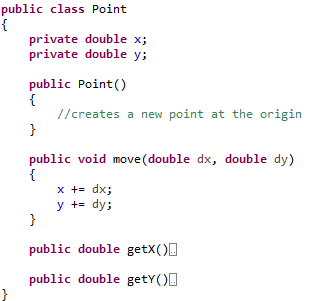 public class Point
{
    private double x;
    private double y;

    public Point()
    {
        //creates a new point at the origin
    }

    public void move(double dx, double dy)
    {
        x += dx;
        y += dy;
    }

    public double getX()
    public double getY()
}